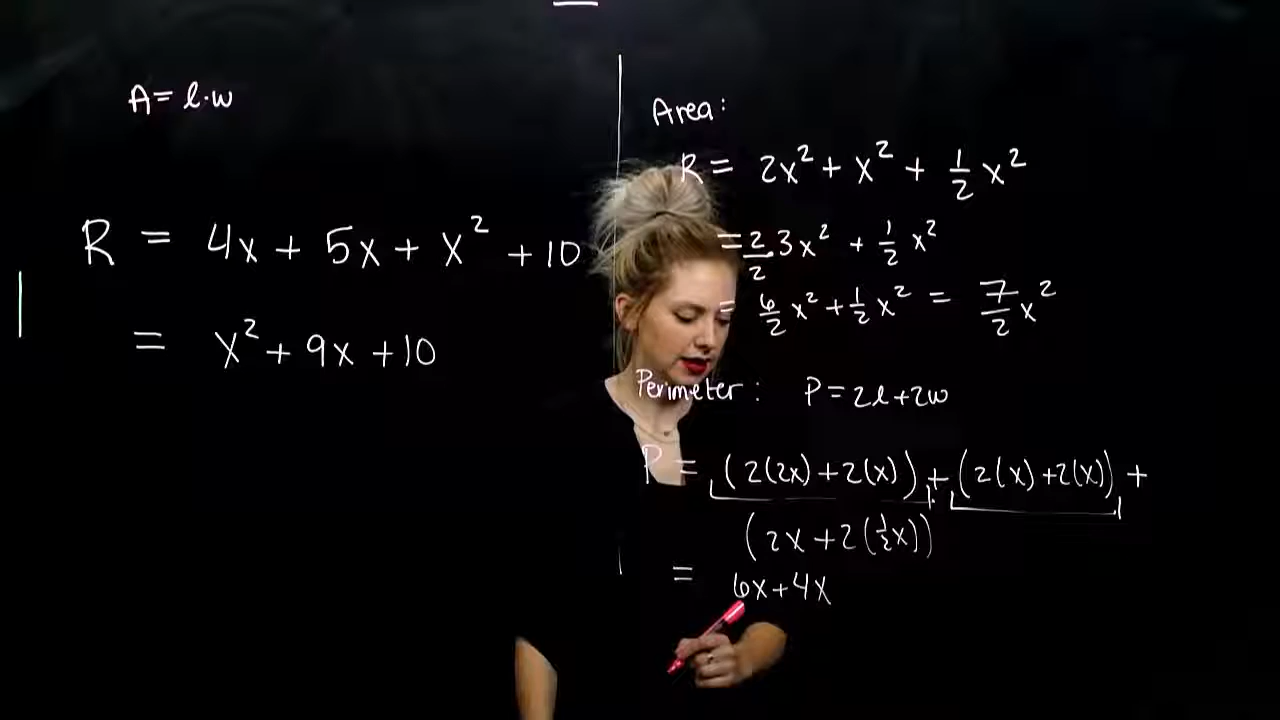 A = l·w
R = 4x + 5x + x² + 10
= x² + 9x + 10
Area:
R = 2x² + x² + ½x²
= 2/2 3x² + ½x²
= 6/2 x² + ½x² = 7/2 x²
Perimeter: P = 2l + 2w
P = (2(2x) + 2(x)) + (2(x) + 2(x)) +
(2x + 2(½x))
= 6x + 4x